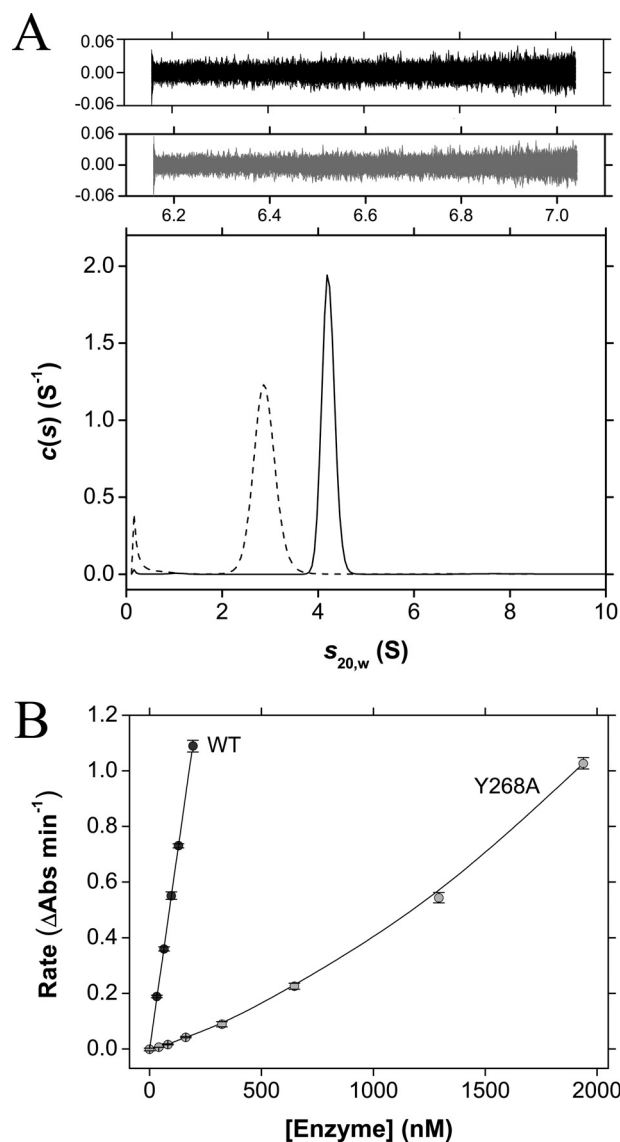 A
0.06
0.00
-0.06
0.06
0.00
-0.06
6.2 6.4 6.6 6.8 7.0
2.0
1.5
1.0
0.5
0.0
c(s) (S⁻¹)
0 2 4 6 8 10
s20,w (S)
B
1.2
1.0
0.8
0.6
0.4
0.2
0.0
Rate (ΔAbs min⁻¹)
WT
Y268A
0 500 1000 1500 2000
[Enzyme] (nM)